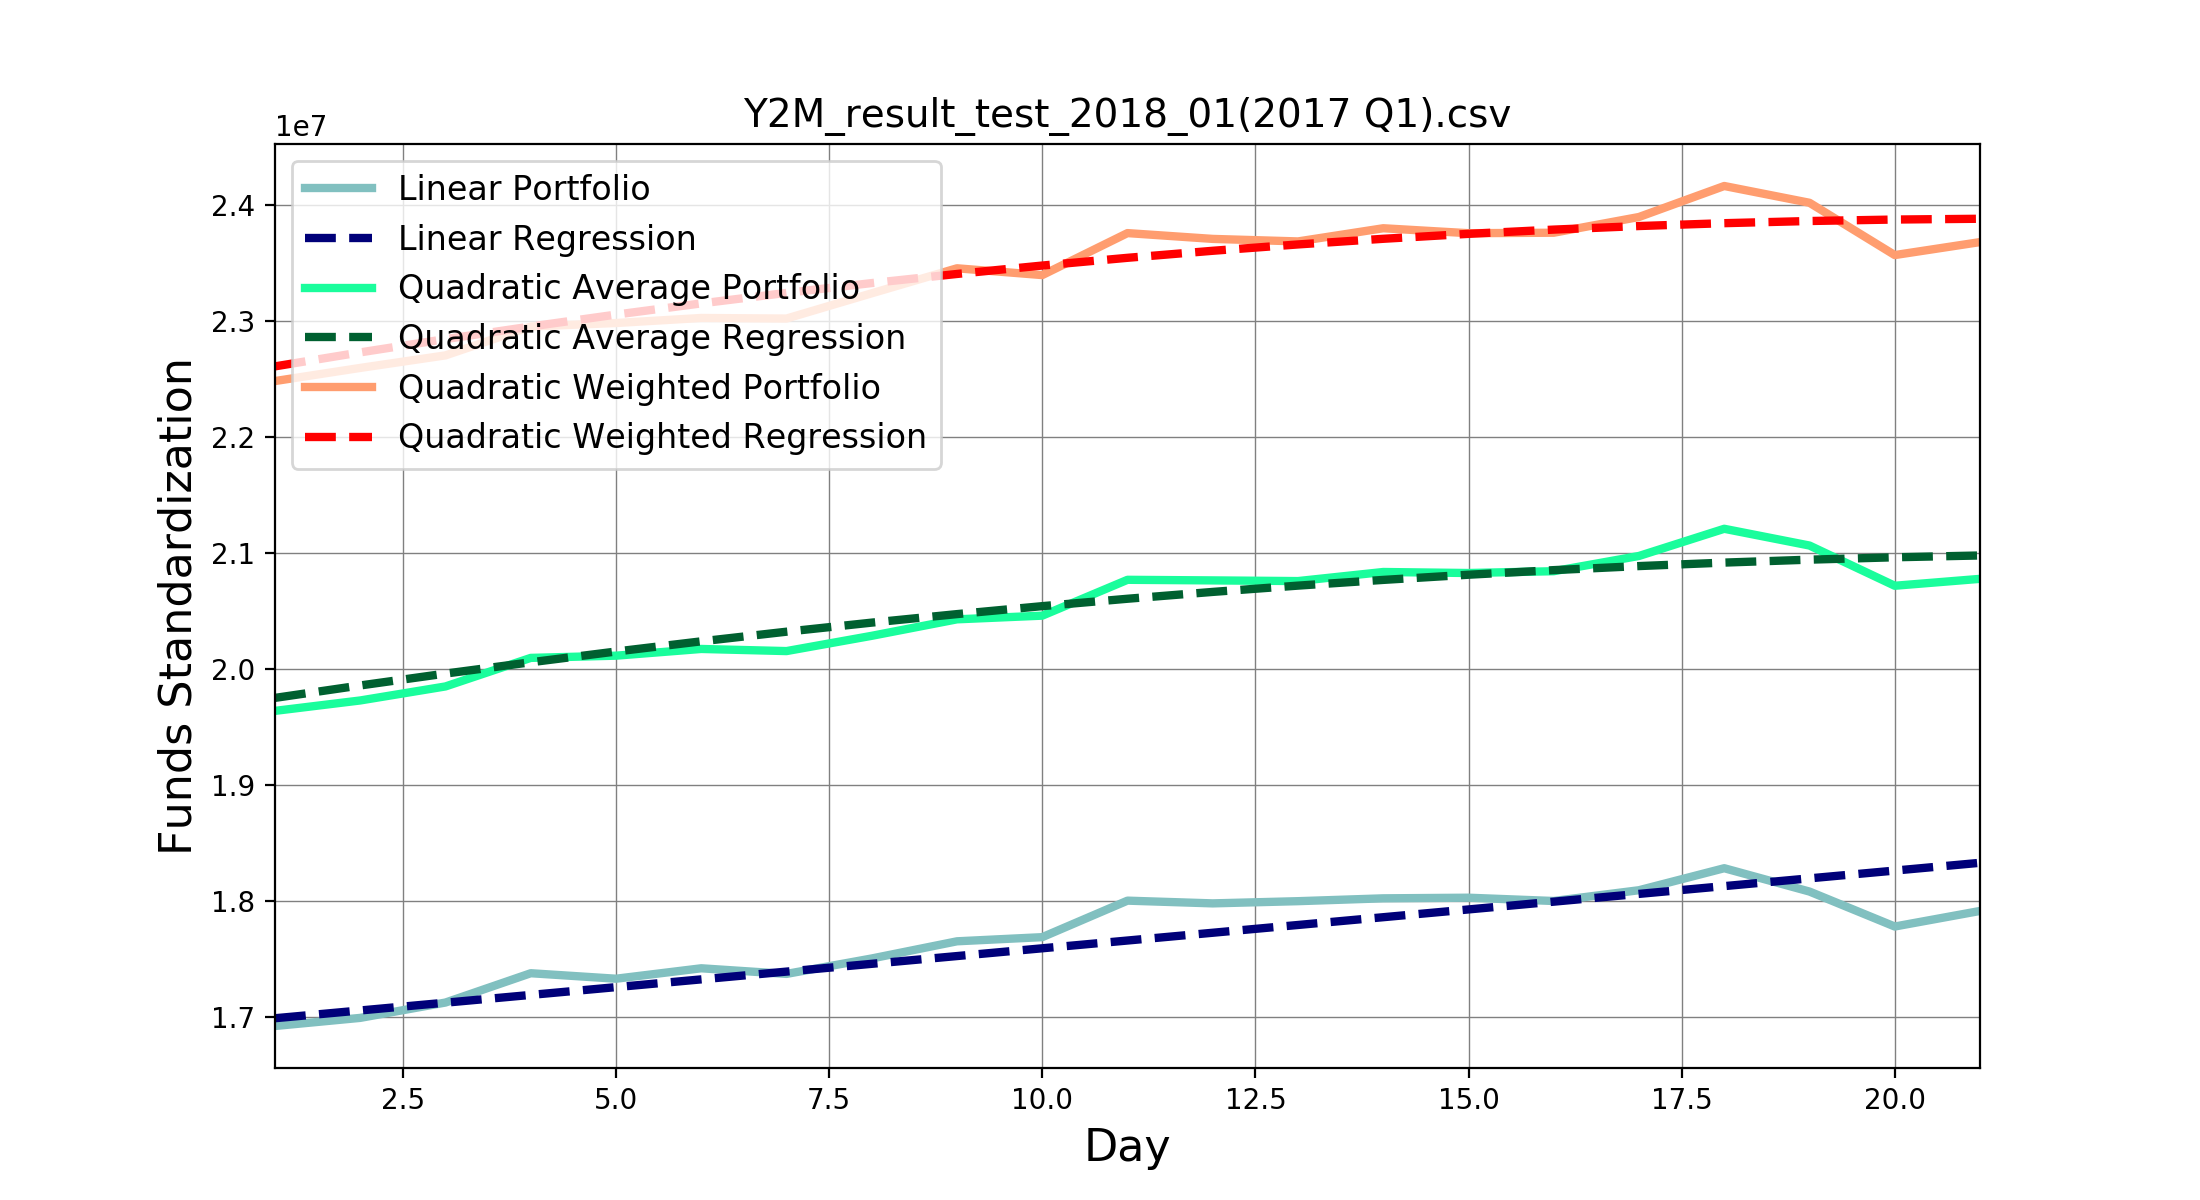 Y2M_result_test_2018_01(2017 Q1).csv
1e7
Linear Portfolio
Linear Regression
Quadratic Average Portfolio
Quadratic Average Regression
Quadratic Weighted Portfolio
Quadratic Weighted Regression
2.4
2.3
2.2
2.1
2.0
1.9
1.8
1.7
Funds Standardization
2.5 5.0 7.5 10.0 12.5 15.0 17.5 20.0
Day